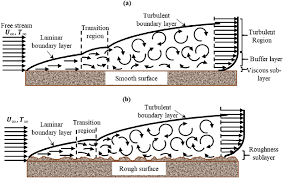 (a)
Free stream
U∞, T∞
Laminar
boundary layer
Transition
region
Turbulent
boundary layer
Turbulent
Region
Buffer layer
Viscous sub-
layer
Smooth surface
(b)
U∞, T∞
Laminar
boundary layer
Transition
region
Turbulent
boundary layer
Roughness
sublayer
Rough surface